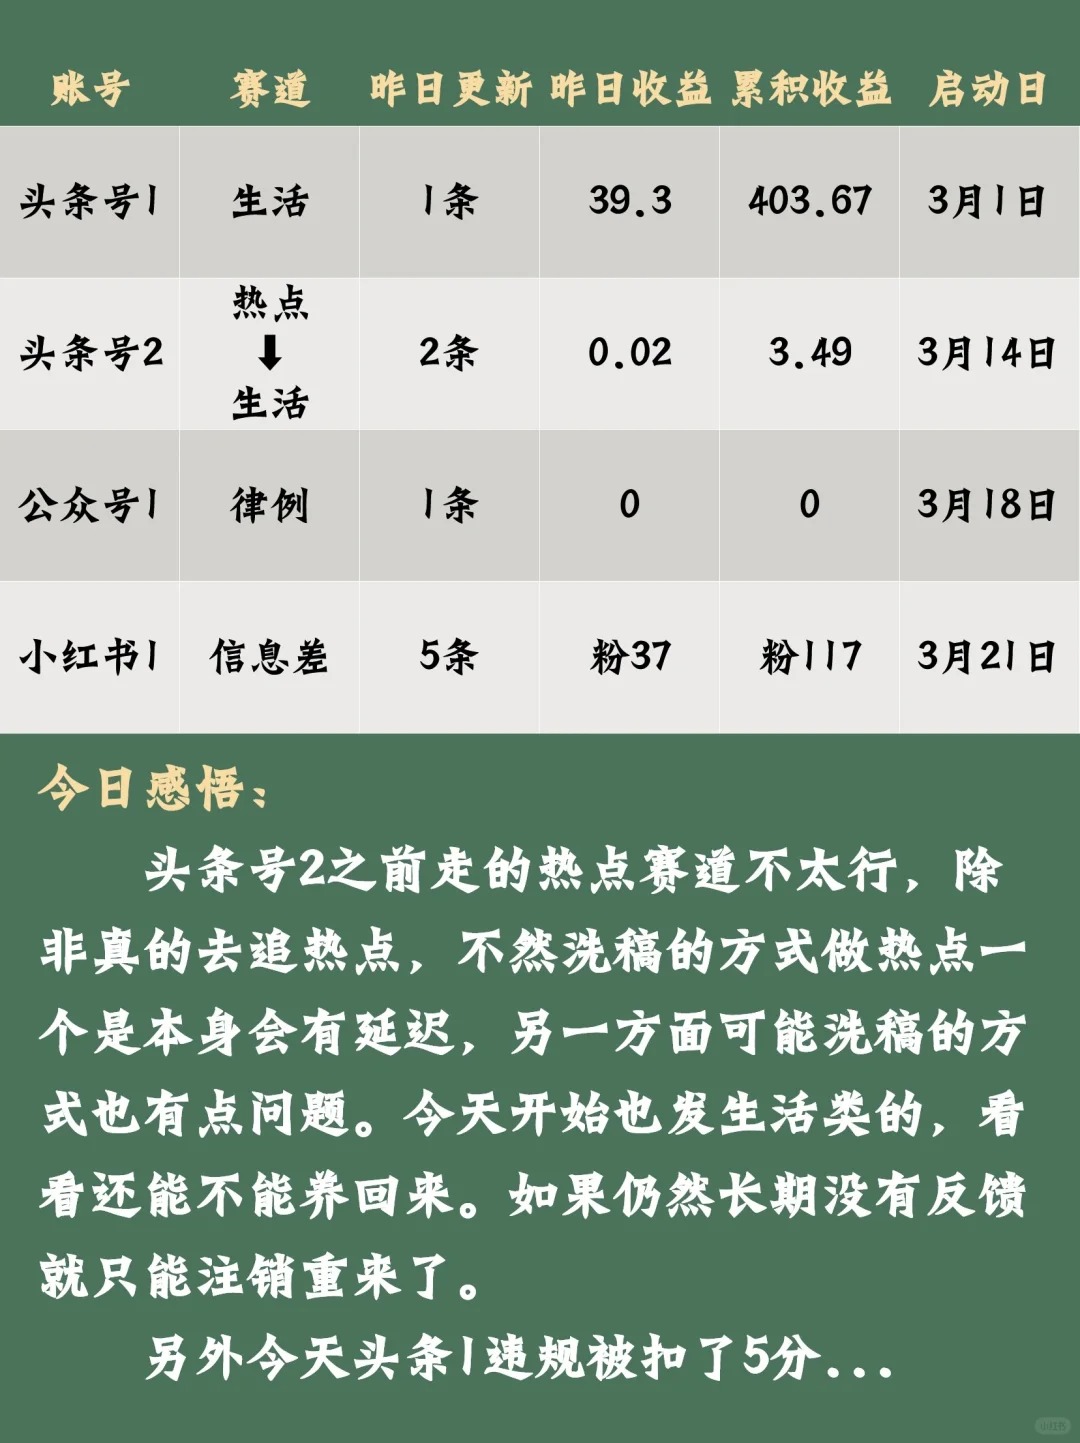 账号 赛道 昨日更新 昨日收益 累积收益 启动日
头条号1 生活 1条 39.3 403.67 3月1日
热点
头条号2 ⬇ 2条 0.02 3.49 3月14日
生活
公众号1 律例 1条 0 0 3月18日
小红书1 信息差 5条 粉37 粉117 3月21日
今日感悟：
头条号2之前走的热点赛道不太行，除
非真的去追热点，不然洗稿的方式做热点一
个是本身会有延迟，另一方面可能洗稿的方
式也有点问题。今天开始也发生活类的，看
看还能不能养回来。如果仍然长期没有反馈
就只能注销重来了。
另外今天头条1违规被扣了5分...
小红书